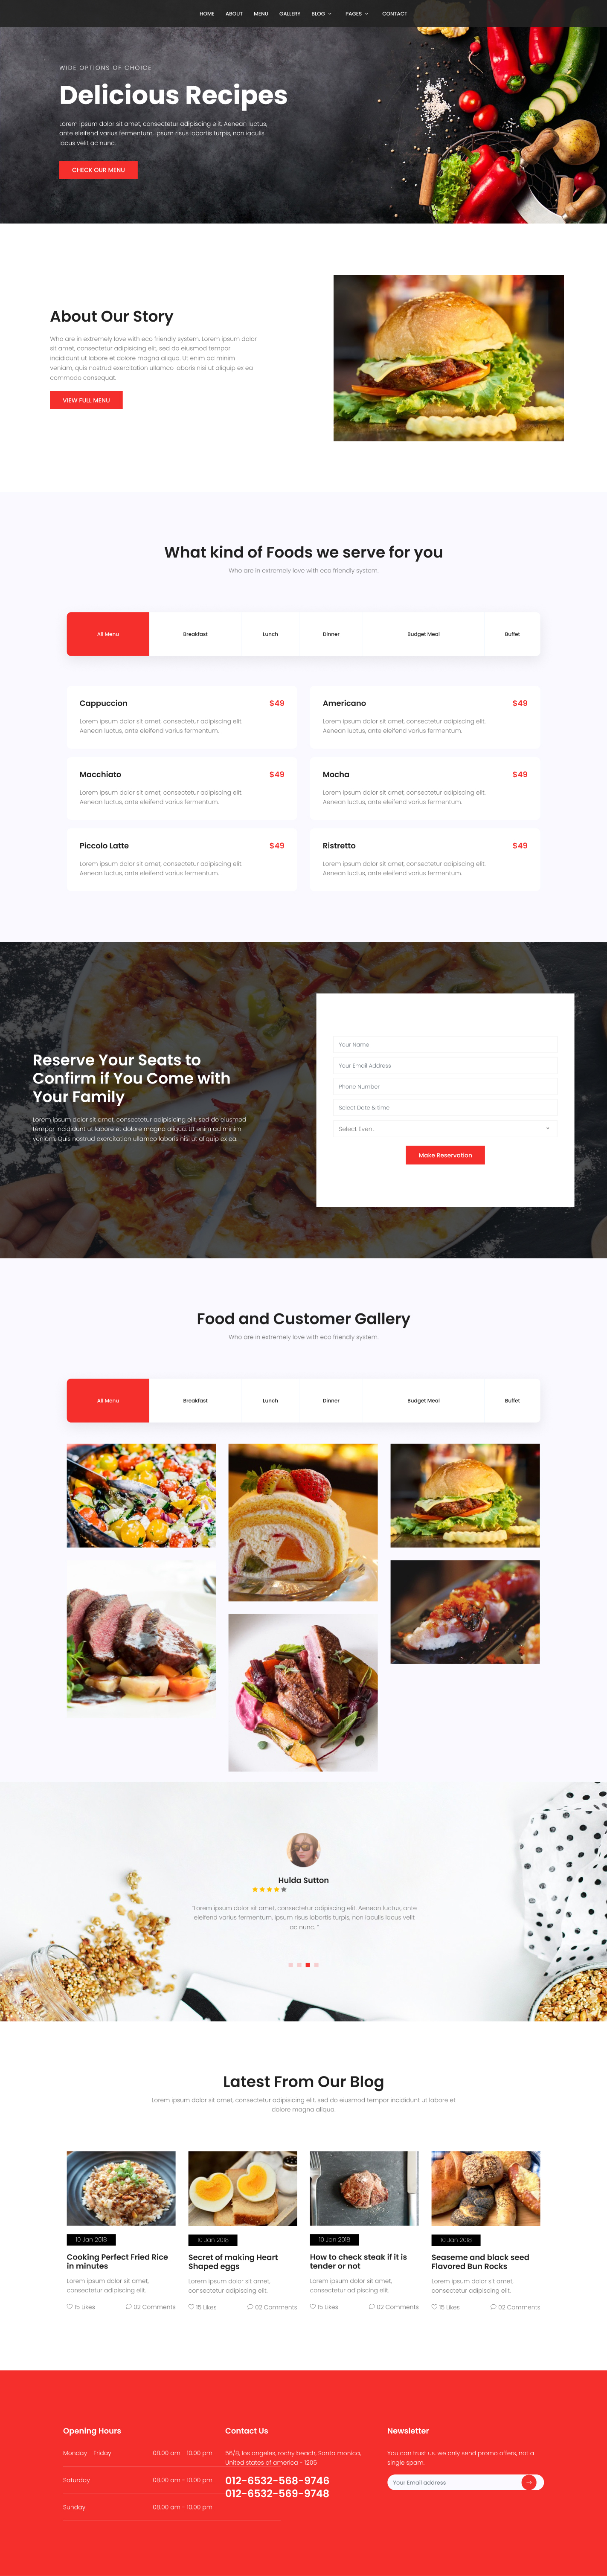 HOME ABOUT MENU GALLERY BLOG PAGES CONTACT
WIDE OPTIONS OF CHOICE
Delicious Recipes
Lorem ipsum dolor sit amet, consectetur adipiscing elit. Aenean luctus,
ante eleifend varius fermentum, ipsum risus lobortis turpis, non iaculis
lacus velit ac nunc.
CHECK OUR MENU
About Our Story
Who are in extremely love with eco friendly system. Lorem ipsum dolor
sit amet, consectetur adipisicing elit, sed do eiusmod tempor
incididunt ut labore et dolore magna aliqua. Ut enim ad minim
veniam, quis nostrud exercitation ullamco laboris nisi ut aliquip ex ea
commodo consequat.
VIEW FULL MENU
What kind of Foods we serve for you
Who are in extremely love with eco friendly system.
All Menu Breakfast Lunch Dinner Budget Meal Buffet
Cappuccion $49
Lorem ipsum dolor sit amet, consectetur adipiscing elit.
Aenean luctus, ante eleifend varius fermentum.
Americano $49
Lorem ipsum dolor sit amet, consectetur adipiscing elit.
Aenean luctus, ante eleifend varius fermentum.
Macchiato $49
Lorem ipsum dolor sit amet, consectetur adipiscing elit.
Aenean luctus, ante eleifend varius fermentum.
Mocha $49
Lorem ipsum dolor sit amet, consectetur adipiscing elit.
Aenean luctus, ante eleifend varius fermentum.
Piccolo Latte $49
Lorem ipsum dolor sit amet, consectetur adipiscing elit.
Aenean luctus, ante eleifend varius fermentum.
Ristretto $49
Lorem ipsum dolor sit amet, consectetur adipiscing elit.
Aenean luctus, ante eleifend varius fermentum.
Reserve Your Seats to
Confirm if You Come with
Your Family
Lorem ipsum dolor sit amet, consectetur adipisicing elit, sed do eiusmod
tempor incididunt ut labore et dolore magna aliqua. Ut enim ad minim
veniam, Quis nostrud exercitation ullamco laboris nisi ut aliquip ex ea.
Your Name
Your Email Address
Phone Number
Select Date & time
Select Event
Make Reservation
Food and Customer Gallery
Who are in extremely love with eco friendly system.
All Menu Breakfast Lunch Dinner Budget Meal Buffet
Hulda Sutton
"Lorem ipsum dolor sit amet, consectetur adipiscing elit. Aenean luctus, ante
eleifend varius fermentum, ipsum risus lobortis turpis, non iaculis lacus velit
ac nunc. "
Latest From Our Blog
Lorem ipsum dolor sit amet, consectetur adipisicing elit, sed do eiusmod tempor incididunt ut labore et
dolore magna aliqua.
10 Jan 2018
Cooking Perfect Fried Rice
in minutes
Lorem ipsum dolor sit amet,
consectetur adipiscing elit.
15 Likes 02 Comments
10 Jan 2018
Secret of making Heart
Shaped eggs
Lorem ipsum dolor sit amet,
consectetur adipiscing elit.
15 Likes 02 Comments
10 Jan 2018
How to check steak if it is
tender or not
Lorem ipsum dolor sit amet,
consectetur adipiscing elit.
15 Likes 02 Comments
10 Jan 2018
Seaseme and black seed
Flavored Bun Rocks
Lorem ipsum dolor sit amet,
consectetur adipiscing elit.
15 Likes 02 Comments
Opening Hours
Monday - Friday 08.00 am - 10.00 pm
Saturday 08.00 am - 10.00 pm
Sunday 08.00 am - 10.00 pm
Contact Us
56/8, los angeles, rochy beach, Santa monica,
United states of america - 1205
012-6532-568-9746
012-6532-569-9748
Newsletter
You can trust us. we only send promo offers, not a
single spam.
Your Email address